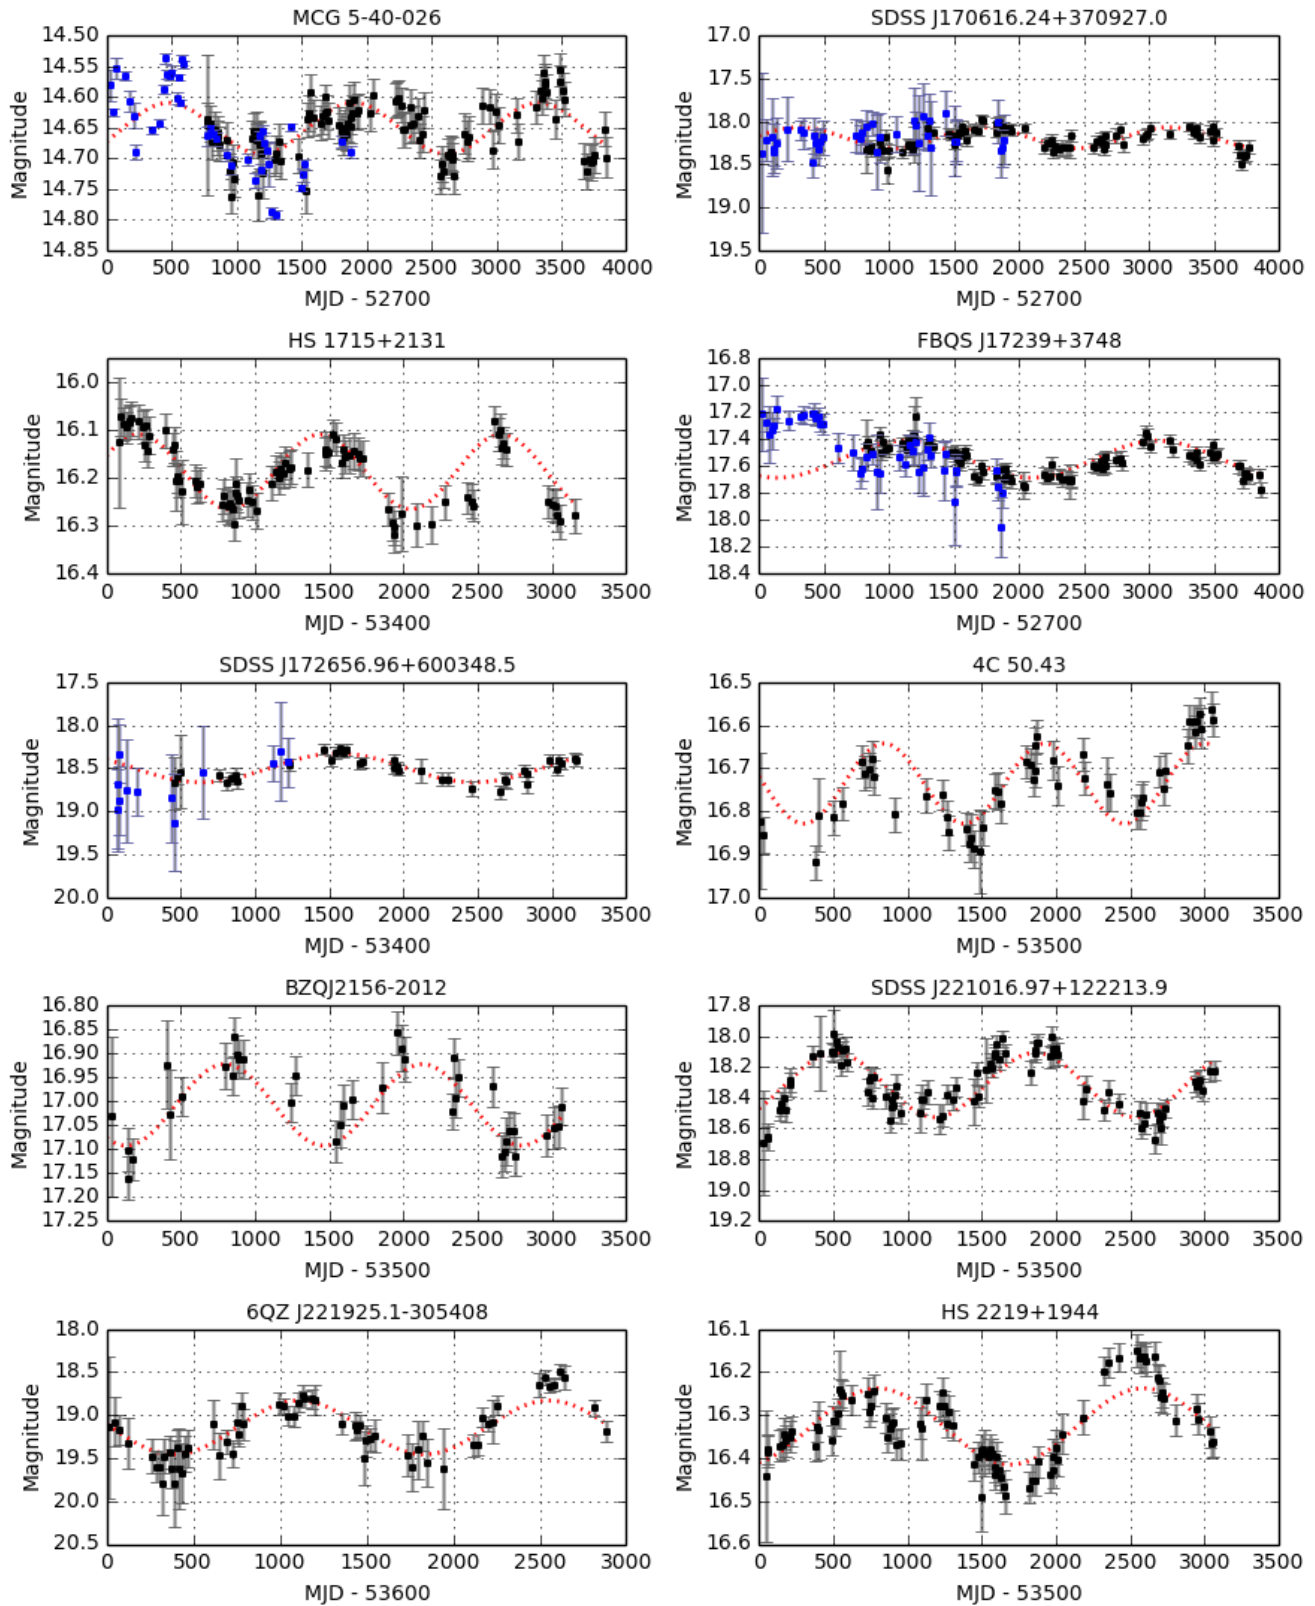 MCG 5-40-026
14.50
14.55
14.60
14.65
14.70
14.75
14.80
14.85
Magnitude
0 500 1000 1500 2000 2500 3000 3500 4000
MJD - 52700
SDSS J170616.24+370927.0
17.0
17.5
18.0
18.5
19.0
19.5
Magnitude
0 500 1000 1500 2000 2500 3000 3500 4000
MJD - 52700
HS 1715+2131
16.0
16.1
16.2
16.3
16.4
Magnitude
0 500 1000 1500 2000 2500 3000 3500
MJD - 53400
FBQS J17239+3748
16.8
17.0
17.2
17.4
17.6
17.8
18.0
18.2
18.4
Magnitude
0 500 1000 1500 2000 2500 3000 3500 4000
MJD - 52700
SDSS J172656.96+600348.5
17.5
18.0
18.5
19.0
19.5
20.0
Magnitude
0 500 1000 1500 2000 2500 3000 3500
MJD - 53400
4C 50.43
16.5
16.6
16.7
16.8
16.9
17.0
Magnitude
0 500 1000 1500 2000 2500 3000 3500
MJD - 53500
BZQJ2156-2012
16.80
16.85
16.90
16.95
17.00
17.05
17.10
17.15
17.20
17.25
Magnitude
0 500 1000 1500 2000 2500 3000 3500
MJD - 53500
SDSS J221016.97+122213.9
17.8
18.0
18.2
18.4
18.6
18.8
19.0
19.2
Magnitude
0 500 1000 1500 2000 2500 3000 3500
MJD - 53500
6QZ J221925.1-305408
18.0
18.5
19.0
19.5
20.0
20.5
Magnitude
0 500 1000 1500 2000 2500 3000
MJD - 53600
HS 2219+1944
16.1
16.2
16.3
16.4
16.5
16.6
Magnitude
0 500 1000 1500 2000 2500 3000 3500
MJD - 53500